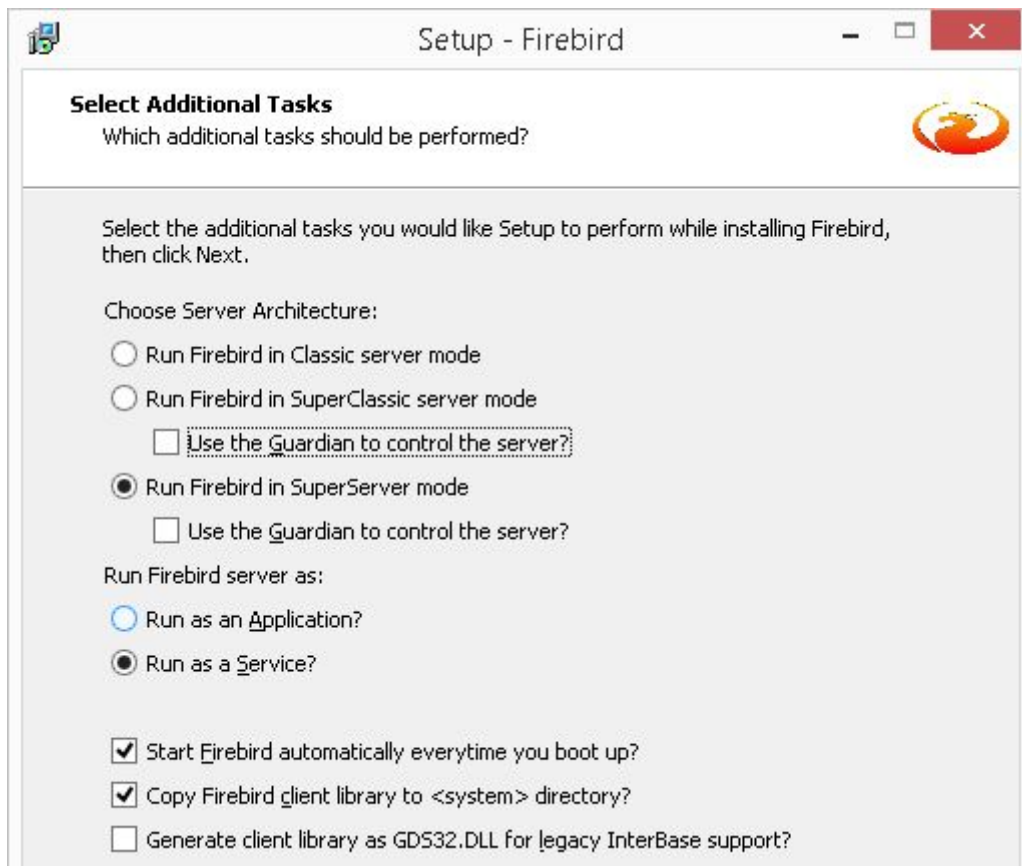 Setup - Firebird
Select Additional Tasks
Which additional tasks should be performed?
Select the additional tasks you would like Setup to perform while installing Firebird,
then click Next.
Choose Server Architecture:
Run Firebird in Classic server mode
Run Firebird in SuperClassic server mode
Use the Guardian to control the server?
Run Firebird in SuperServer mode
Use the Guardian to control the server?
Run Firebird server as:
Run as an Application?
Run as a Service?
Start Firebird automatically everytime you boot up?
Copy Firebird client library to <system> directory?
Generate client library as GDS32.DLL for legacy InterBase support?